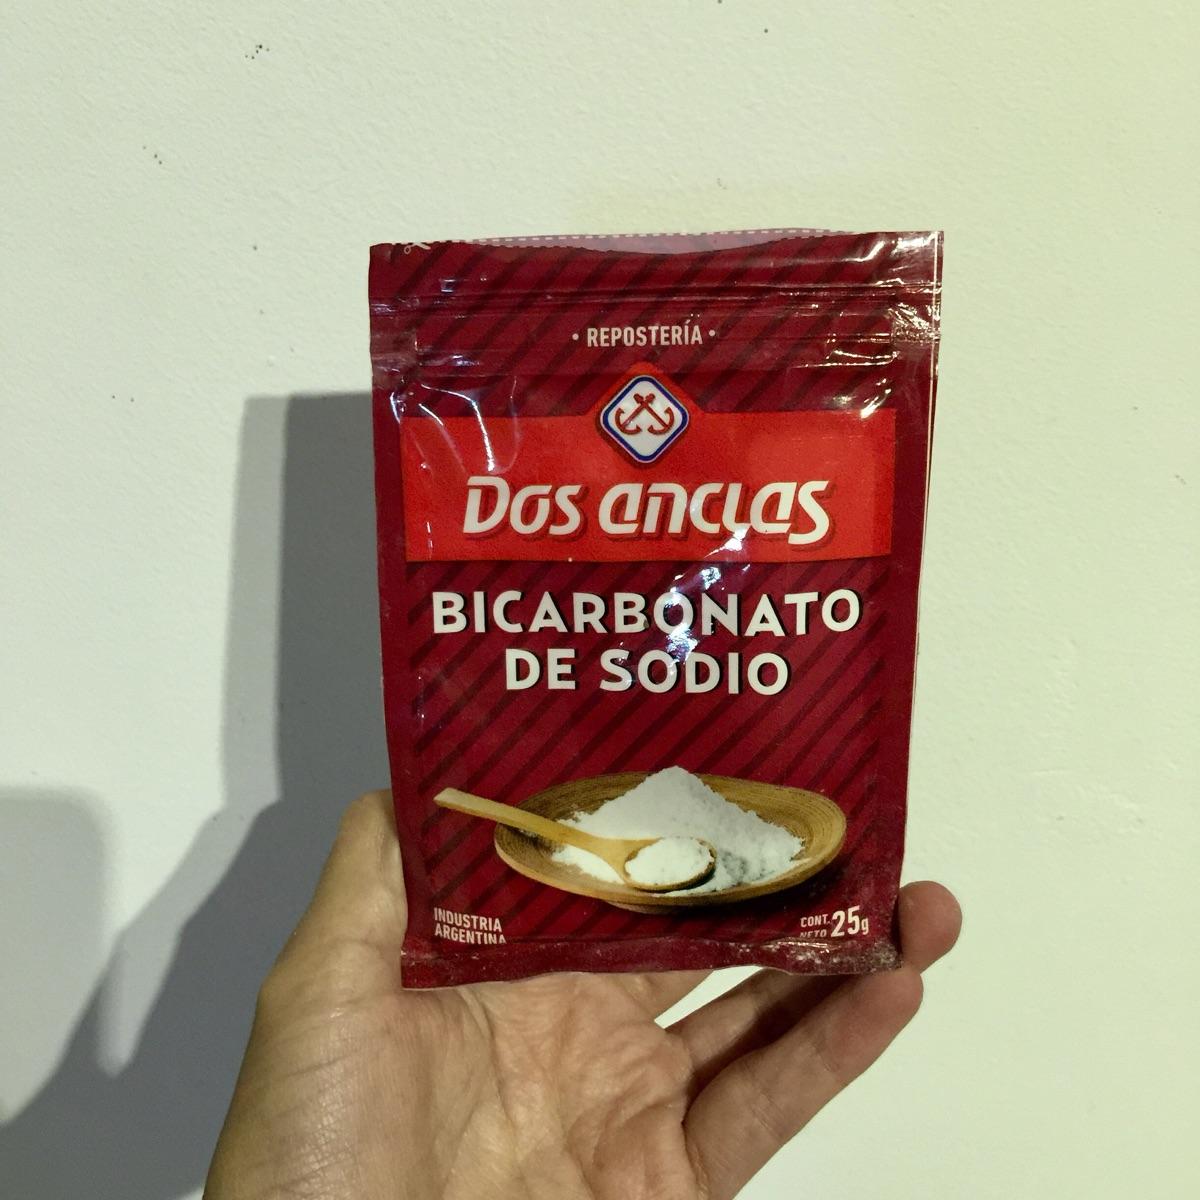 • REPOSTERÍA •
Dos anclas
BICARBONATO
DE SODIO
INDUSTRIA
ARGENTINA
CONT.
NETO 25g